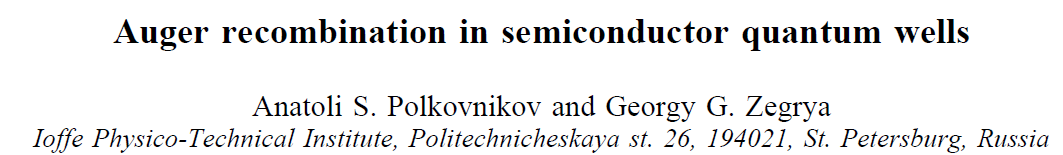 Auger recombination in semiconductor quantum wells
Anatoli S. Polkovnikov and Georgy G. Zegrya
Ioffe Physico-Technical Institute, Politechnicheskaya st. 26, 194021, St. Petersburg, Russia